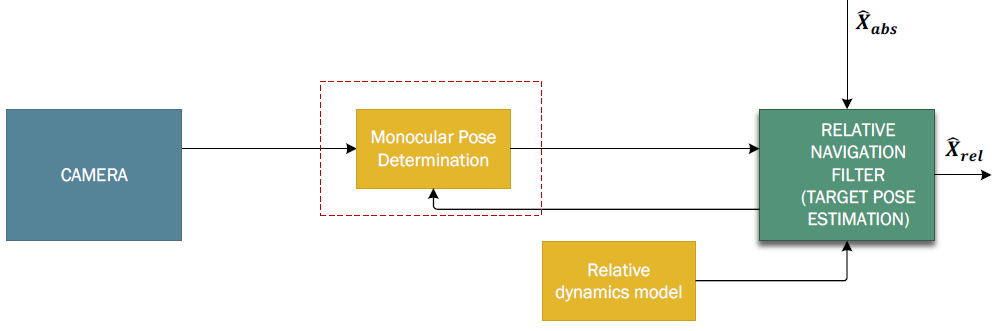 X̂abs
Monocular Pose
Determination
CAMERA
RELATIVE
NAVIGATION
FILTER
(TARGET POSE
ESTIMATION)
X̂rel
Relative
dynamics model